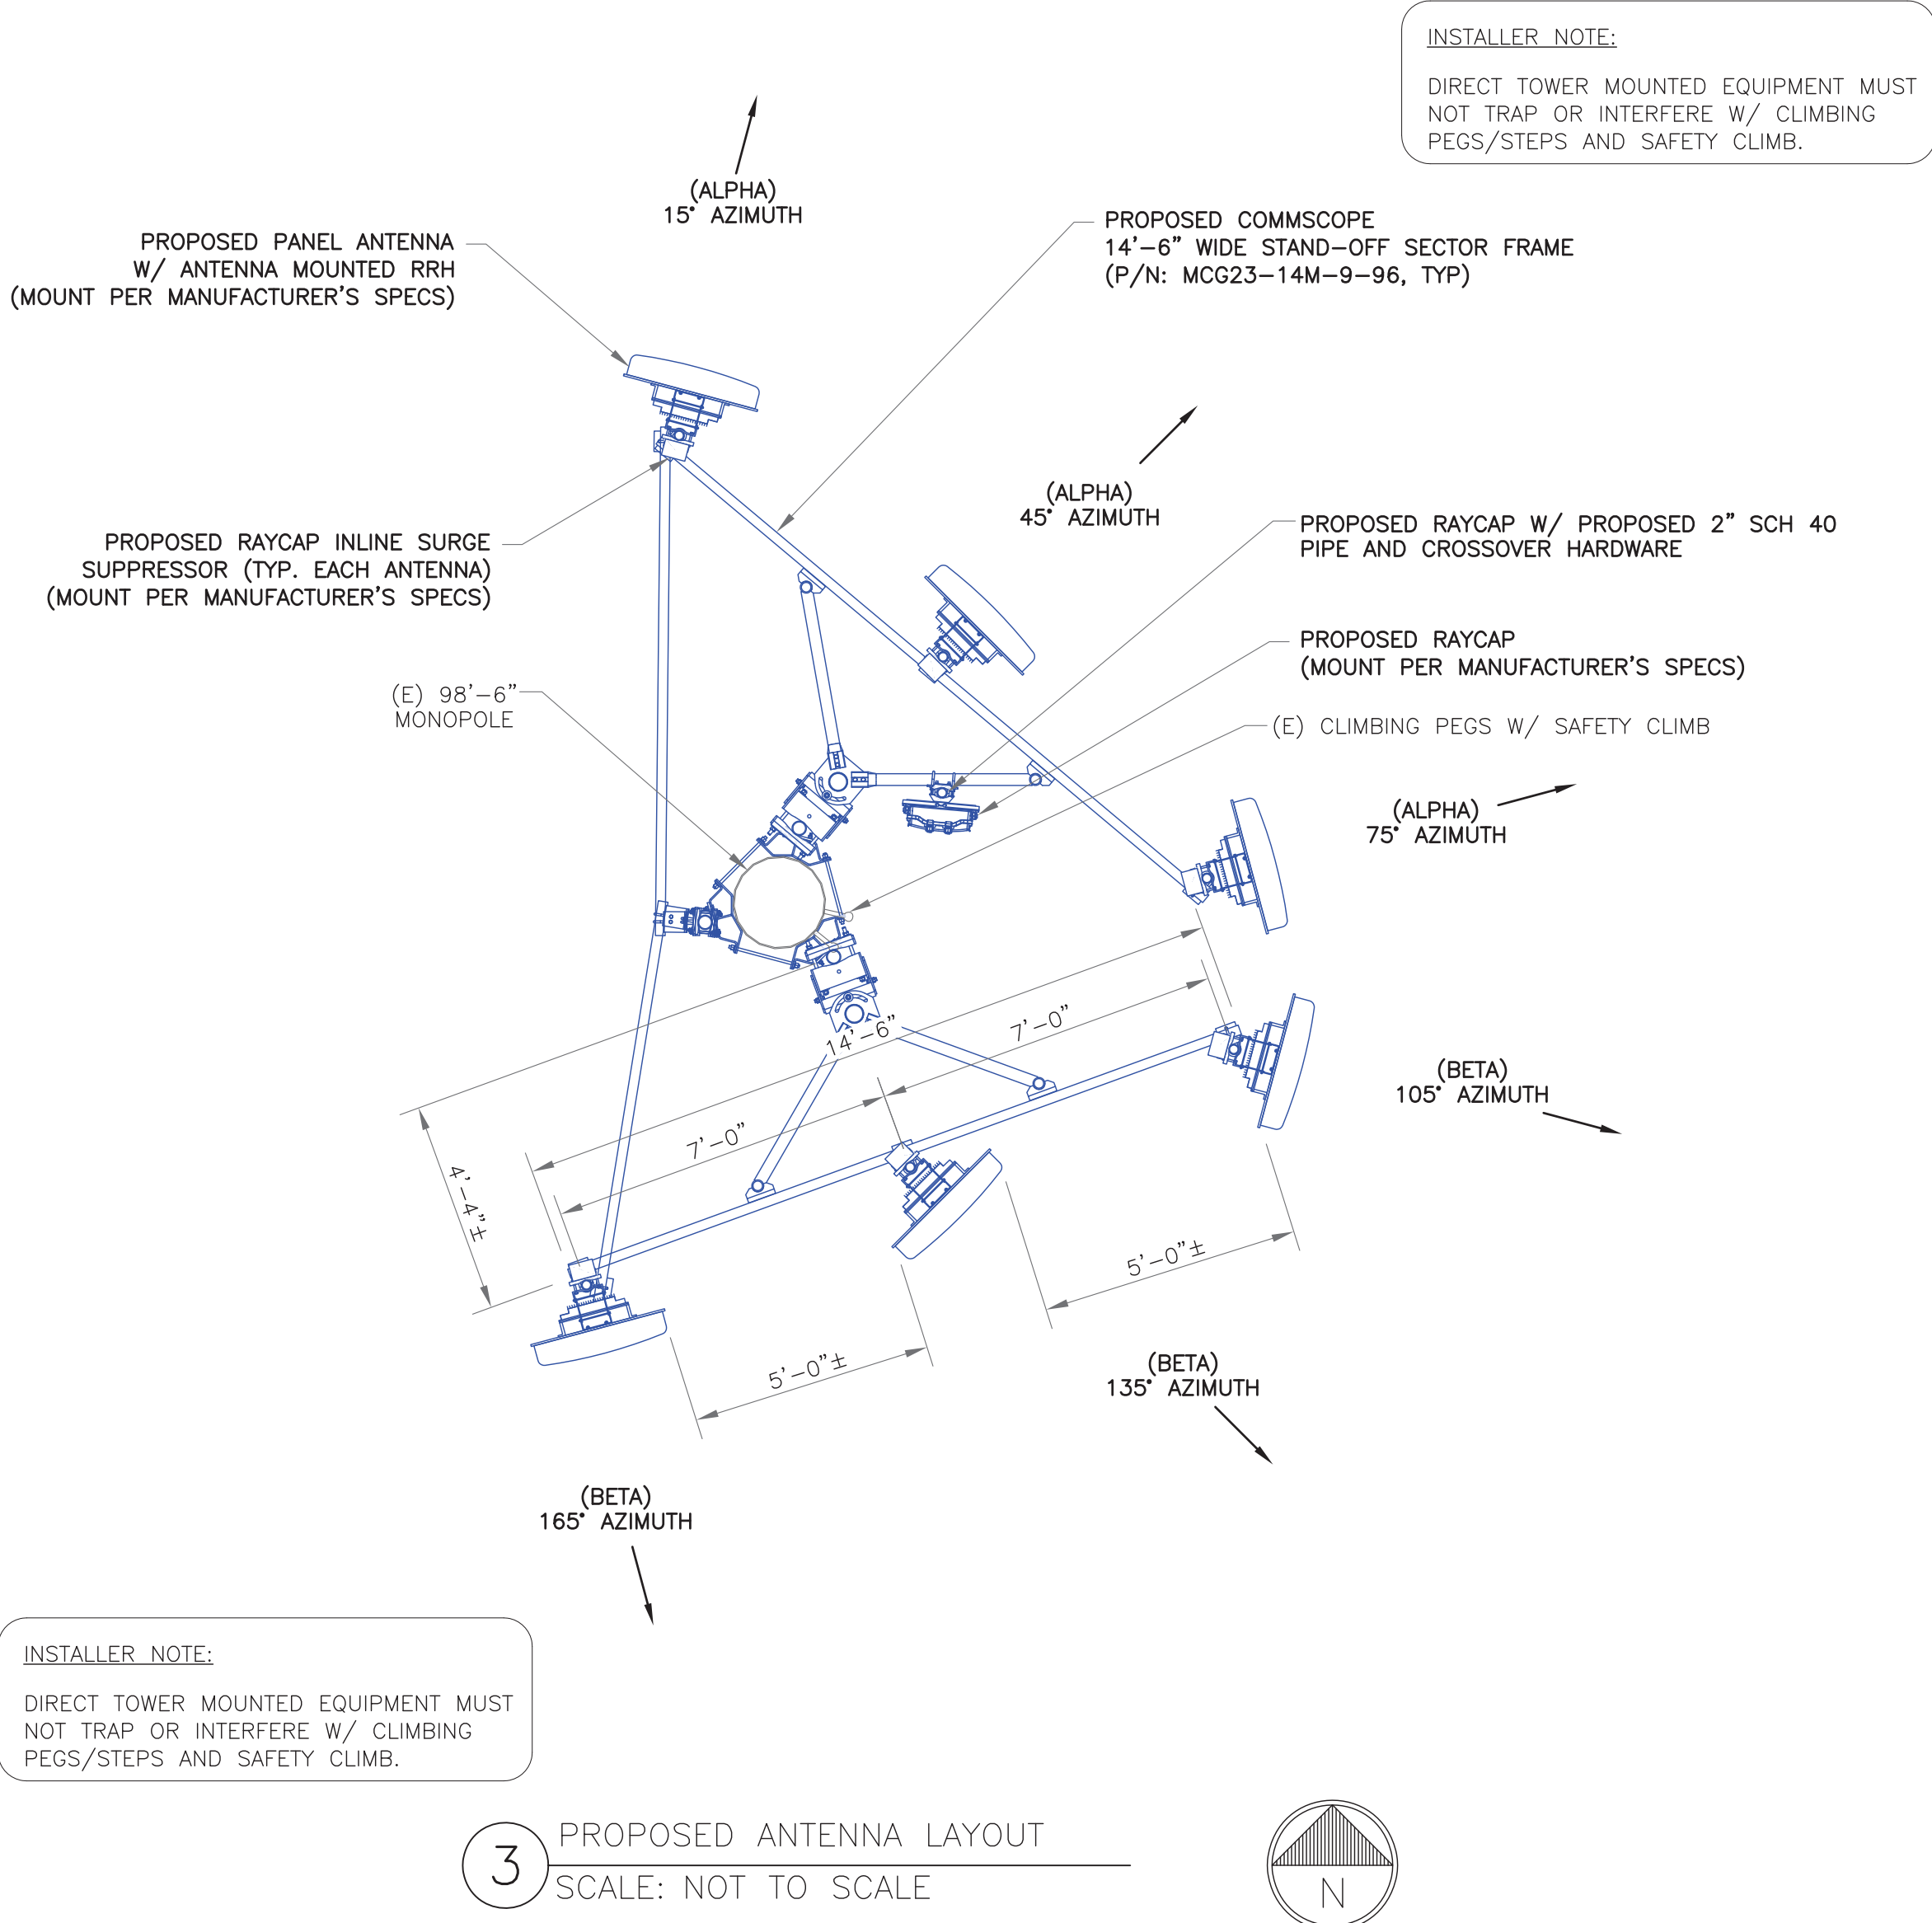 INSTALLER NOTE:
DIRECT TOWER MOUNTED EQUIPMENT MUST
NOT TRAP OR INTERFERE W/ CLIMBING
PEGS/STEPS AND SAFETY CLIMB.
(ALPHA)
15° AZIMUTH
PROPOSED PANEL ANTENNA
W/ ANTENNA MOUNTED RRH
(MOUNT PER MANUFACTURER'S SPECS)
PROPOSED COMMSCOPE
14'-6" WIDE STAND-OFF SECTOR FRAME
(P/N: MCG23-14M-9-96, TYP)
(ALPHA)
45° AZIMUTH
PROPOSED RAYCAP INLINE SURGE
SUPPRESSOR (TYP. EACH ANTENNA)
(MOUNT PER MANUFACTURER'S SPECS)
PROPOSED RAYCAP W/ PROPOSED 2" SCH 40
PIPE AND CROSSOVER HARDWARE
PROPOSED RAYCAP
(MOUNT PER MANUFACTURER'S SPECS)
(E) 98'-6"
MONOPOLE
(E) CLIMBING PEGS W/ SAFETY CLIMB
(ALPHA)
75° AZIMUTH
14'-6"
7'-0"
7'-0"
4'-4"±
(BETA)
105° AZIMUTH
5'-0"±
5'-0"±
(BETA)
135° AZIMUTH
(BETA)
165° AZIMUTH
INSTALLER NOTE:
DIRECT TOWER MOUNTED EQUIPMENT MUST
NOT TRAP OR INTERFERE W/ CLIMBING
PEGS/STEPS AND SAFETY CLIMB.
3
PROPOSED ANTENNA LAYOUT
SCALE: NOT TO SCALE
N